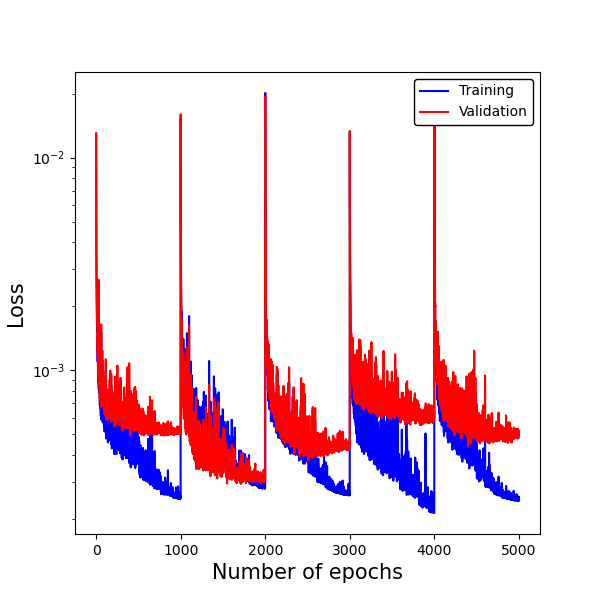 Training
Validation
10⁻²
10⁻³
Loss
0 1000 2000 3000 4000 5000
Number of epochs